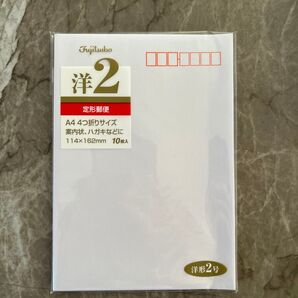 Fujitsubo
洋2
定形郵便
A4 4つ折りサイズ
案内状、ハガキなどに
114×162mm 10枚入
洋形2号